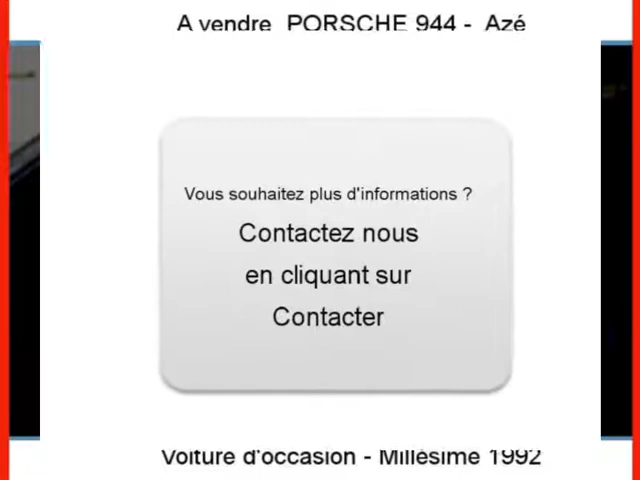 A vendre PORSCHE 944 - Azé
Vous souhaitez plus d'informations ?
Contactez nous
en cliquant sur
Contacter
Voiture d'occasion - Millésime 1992